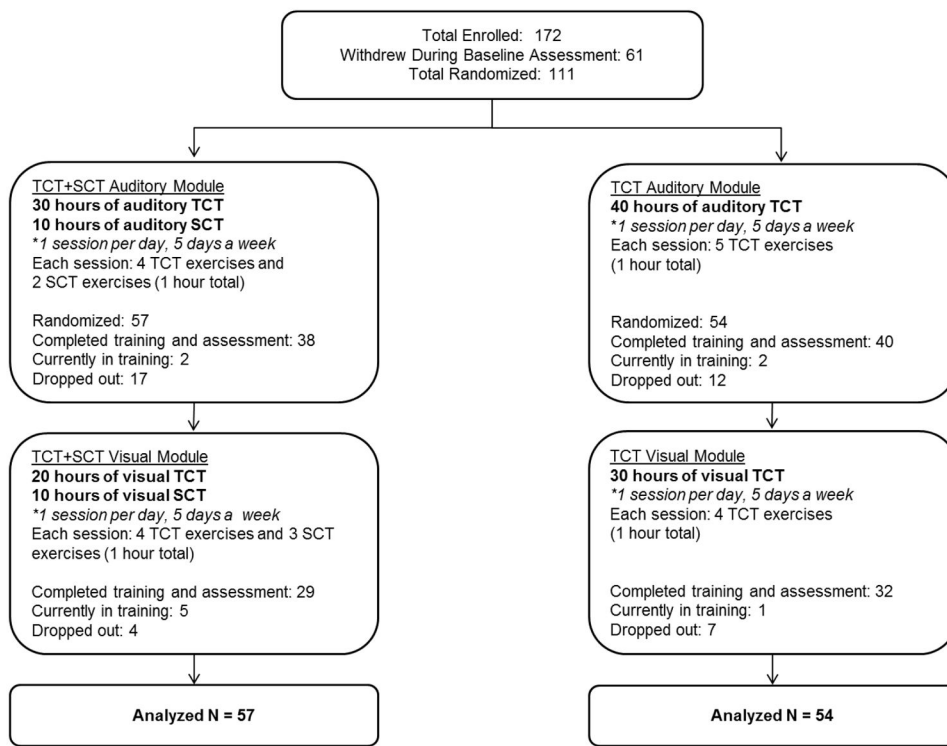 Total Enrolled: 172
Withdrew During Baseline Assessment: 61
Total Randomized: 111
TCT+SCT Auditory Module
30 hours of auditory TCT
10 hours of auditory SCT
*1 session per day, 5 days a week
Each session: 4 TCT exercises and
2 SCT exercises (1 hour total)
Randomized: 57
Completed training and assessment: 38
Currently in training: 2
Dropped out: 17
TCT Auditory Module
40 hours of auditory TCT
*1 session per day, 5 days a week
Each session: 5 TCT exercises
(1 hour total)
Randomized: 54
Completed training and assessment: 40
Currently in training: 2
Dropped out: 12
TCT+SCT Visual Module
20 hours of visual TCT
10 hours of visual SCT
*1 session per day, 5 days a week
Each session: 4 TCT exercises and 3 SCT
exercises (1 hour total)
Completed training and assessment: 29
Currently in training: 5
Dropped out: 4
TCT Visual Module
30 hours of visual TCT
*1 session per day, 5 days a week
Each session: 4 TCT exercises
(1 hour total)
Completed training and assessment: 32
Currently in training: 1
Dropped out: 7
Analyzed N = 57
Analyzed N = 54